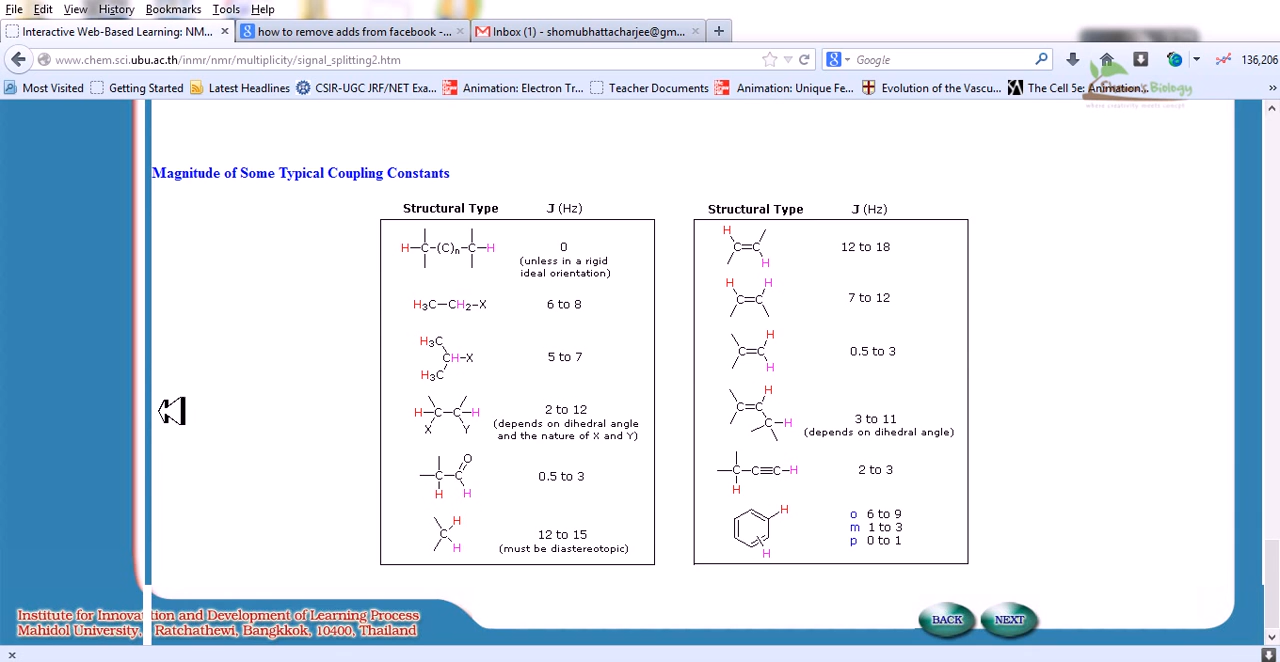 File Edit View History Bookmarks Tools Help
Interactive Web-Based Learning: NM... × how to remove adds from facebook -... × Inbox (1) - shomubhattacharjee@gm... × +
www.chem.sci.ubu.ac.th/inmr/nmr/multiplicity/signal_splitting2.htm Google 136,206
Most Visited Getting Started Latest Headlines CSIR-UGC JRF/NET Exa... Animation: Electron Tr... Teacher Documents Animation: Unique Fe... Evolution of the Vascu... The Cell 5e: Animation... »
Biology
Magnitude of Some Typical Coupling Constants
Structural Type J (Hz)
H–C–(C)n–C–H 0
(unless in a rigid
ideal orientation)
H3C–CH2–X 6 to 8
H3C
CH–X 5 to 7
H3C
H–C–C–H 2 to 12
X Y (depends on dihedral angle
and the nature of X and Y)
O
C–C 0.5 to 3
H H
H
C 12 to 15
H (must be diastereotopic)
Structural Type J (Hz)
H
C=C 12 to 18
H
H H
C=C 7 to 12
H
C=C 0.5 to 3
H
H
C=C 3 to 11
C–H (depends on dihedral angle)
C–C≡C–H 2 to 3
H
H o 6 to 9
m 1 to 3
H p 0 to 1
Institute for Innovation and Development of Learning Process
Mahidol University, Ratchathewi, Bangkkok, 10400, Thailand
BACK NEXT
×